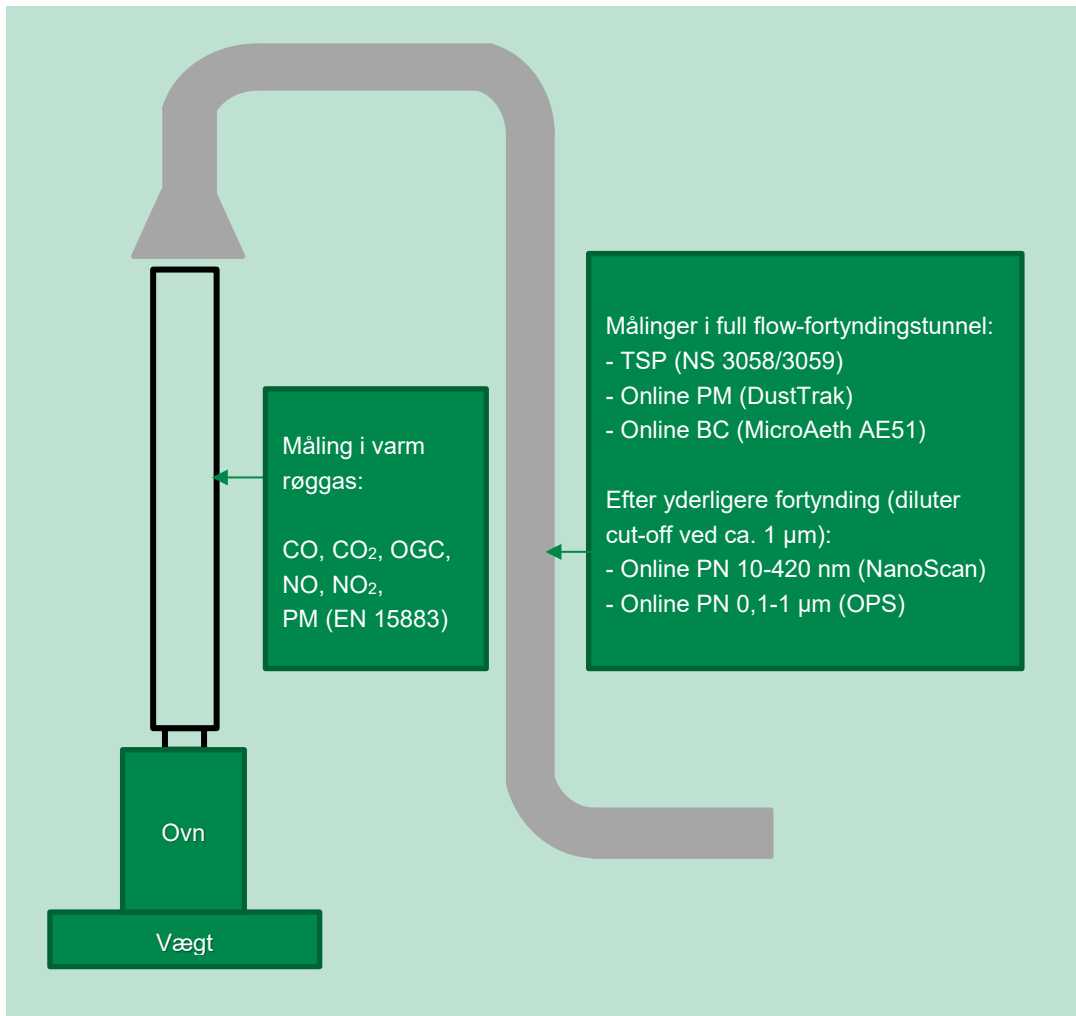 Målinger i full flow-fortyndingstunnel:
- TSP (NS 3058/3059)
- Online PM (DustTrak)
- Online BC (MicroAeth AE51)
Efter yderligere fortynding (diluter
cut-off ved ca. 1 µm):
- Online PN 10-420 nm (NanoScan)
- Online PN 0,1-1 µm (OPS)
Måling i varm
røggas:
CO, CO₂, OGC,
NO, NO₂,
PM (EN 15883)
Ovn
Vægt